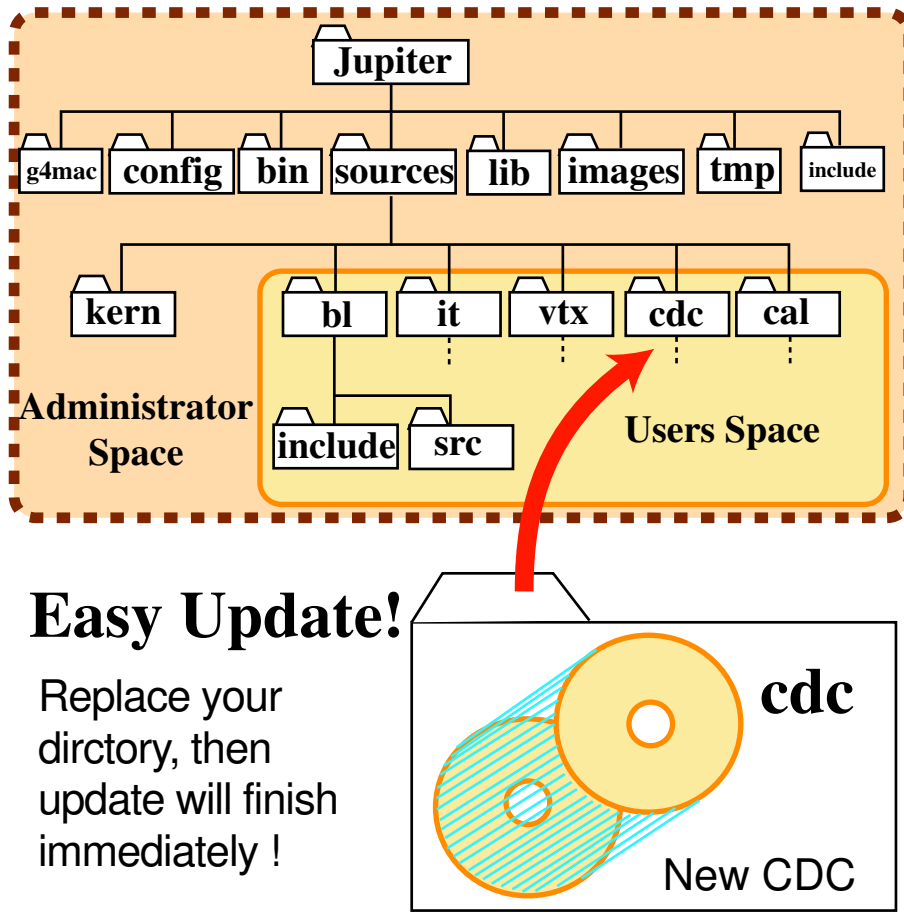 Jupiter
g4mac config bin sources lib images tmp include
kern bl it vtx cdc cal
Administrator
Space
include src
Users Space
Easy Update!
Replace your
dirctory, then
update will finish
immediately !
cdc
New CDC